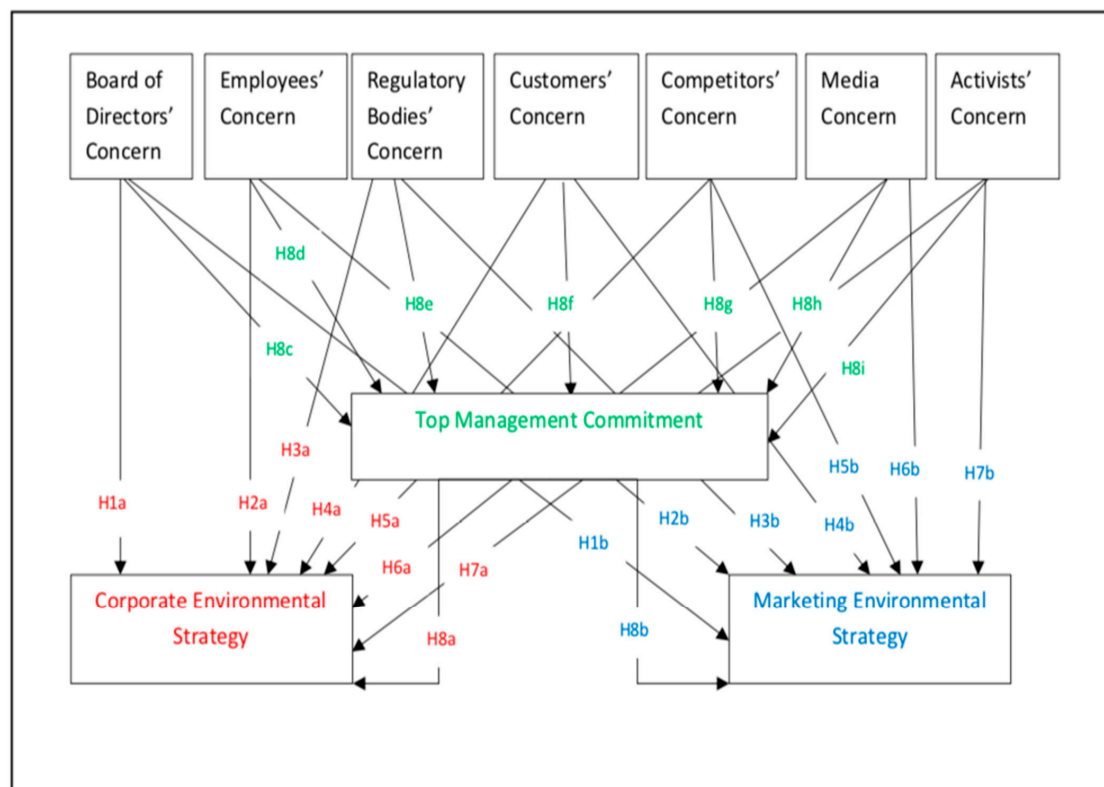 Board of
Directors'
Concern
Employees'
Concern
Regulatory
Bodies'
Concern
Customers'
Concern
Competitors'
Concern
Media
Concern
Activists'
Concern
H8d
H8e
H8f
H8g
H8h
H8c
H8i
Top Management Commitment
H3a
H5b
H6b
H7b
H1a
H2a
H4a
H5a
H2b
H3b
H4b
H1b
H6a
H7a
Corporate Environmental
Strategy
Marketing Environmental
Strategy
H8a
H8b